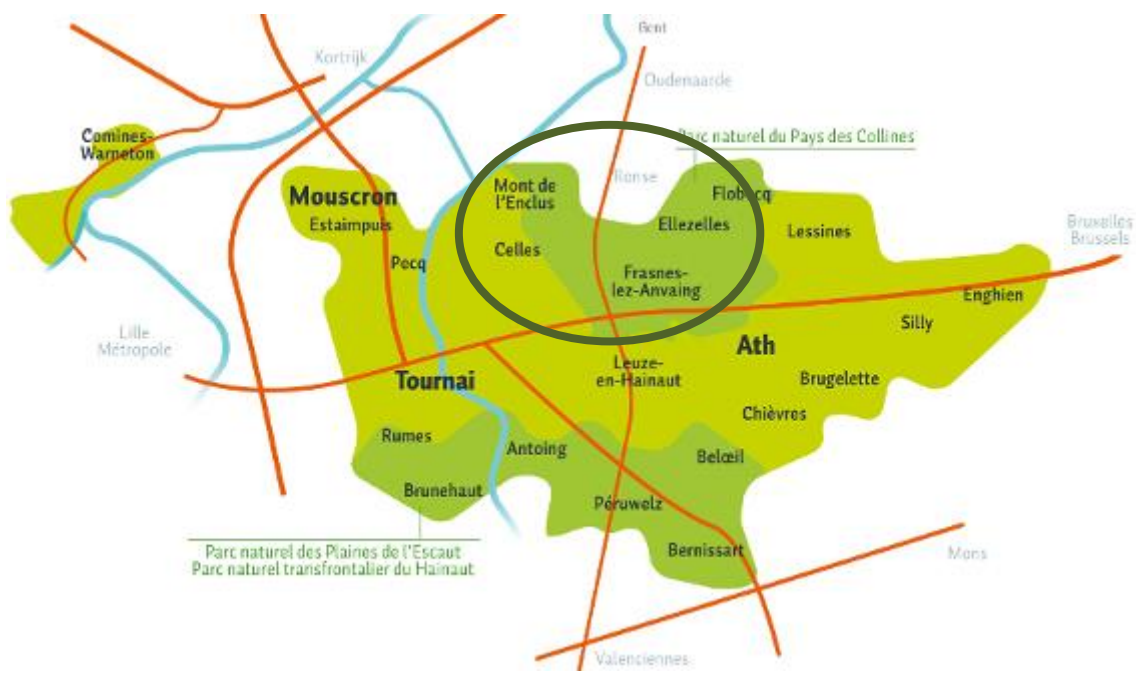 Gent
Kortrijk
Oudenaarde
Comines-
Warneton
Parc naturel du Pays des Collines
Ronse
Mouscron
Estaimpuis
Mont de
l'Enclus
Flobecq
Ellezelles
Lessines
Bruxelles
Brussels
Celles
Pecq
Frasnes-
lez-Anvaing
Enghien
Silly
Lille
Métropole
Ath
Tournai
Leuze-
en-Hainaut
Brugelette
Chièvres
Rumes
Antoing
Belœil
Brunehaut
Péruwelz
Bernissart
Parc naturel des Plaines de l'Escaut
Parc naturel transfrontalier du Hainaut
Mons
Valenciennes